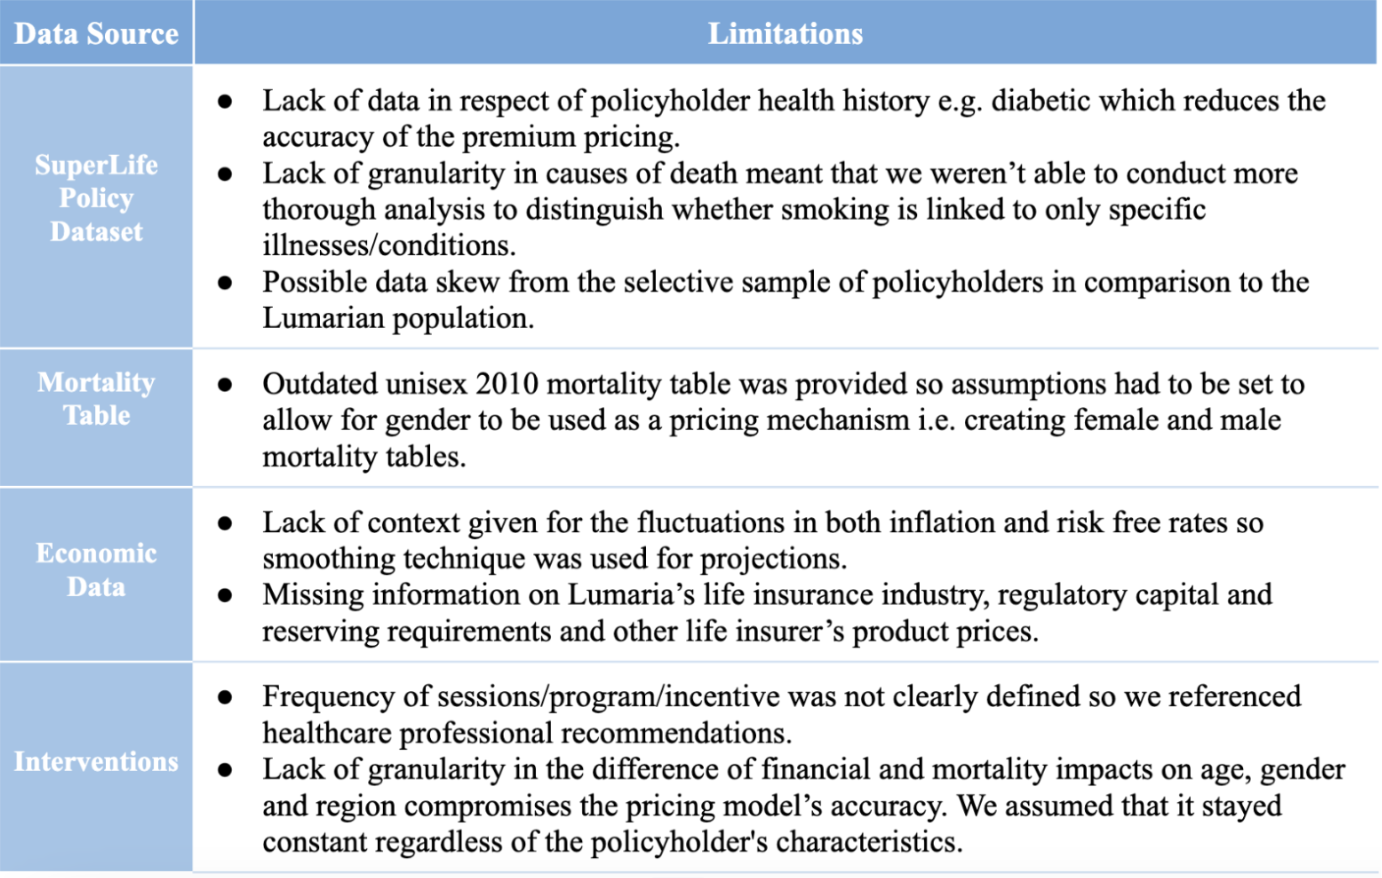 Data Source
Limitations
SuperLife
Policy
Dataset
● Lack of data in respect of policyholder health history e.g. diabetic which reduces the
accuracy of the premium pricing.
● Lack of granularity in causes of death meant that we weren’t able to conduct more
thorough analysis to distinguish whether smoking is linked to only specific
illnesses/conditions.
● Possible data skew from the selective sample of policyholders in comparison to the
Lumarian population.
Mortality
Table
● Outdated unisex 2010 mortality table was provided so assumptions had to be set to
allow for gender to be used as a pricing mechanism i.e. creating female and male
mortality tables.
Economic
Data
● Lack of context given for the fluctuations in both inflation and risk free rates so
smoothing technique was used for projections.
● Missing information on Lumaria’s life insurance industry, regulatory capital and
reserving requirements and other life insurer’s product prices.
Interventions
● Frequency of sessions/program/incentive was not clearly defined so we referenced
healthcare professional recommendations.
● Lack of granularity in the difference of financial and mortality impacts on age, gender
and region compromises the pricing model’s accuracy. We assumed that it stayed
constant regardless of the policyholder's characteristics.